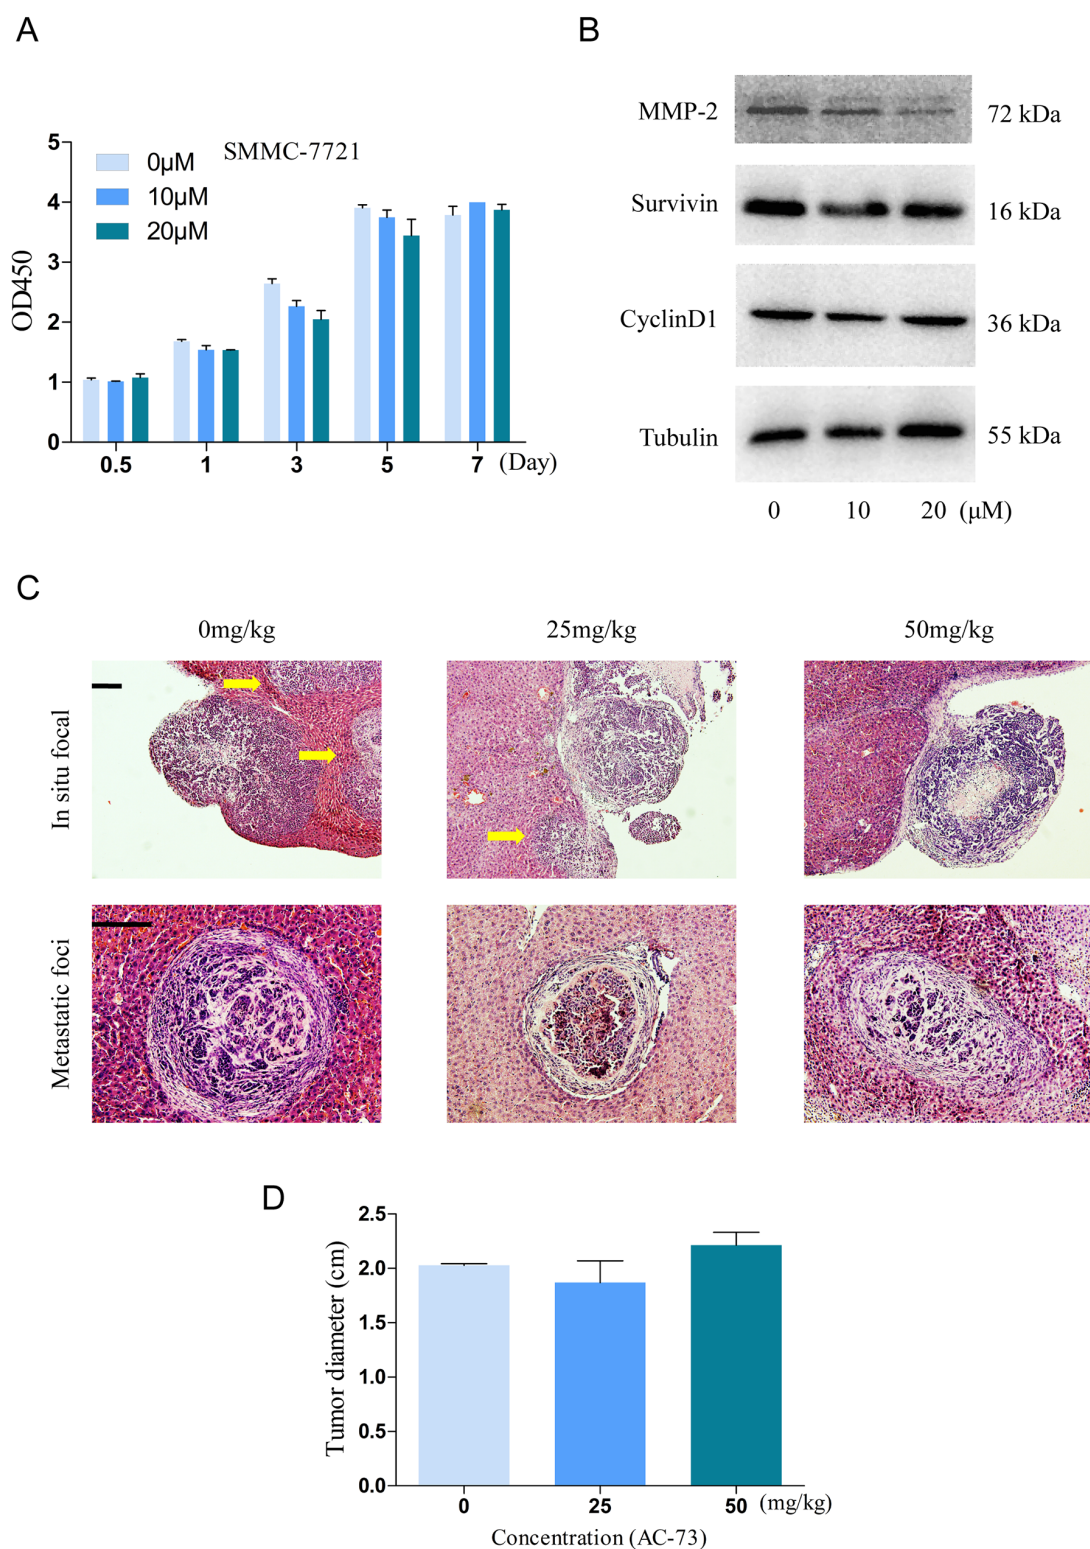 A
B
SMMC-7721
0µM
10µM
20µM
OD450
5
4
3
2
1
0
0.5 1 3 5 7 (Day)
MMP-2 72 kDa
Survivin 16 kDa
CyclinD1 36 kDa
Tubulin 55 kDa
0 10 20 (µM)
C
0mg/kg 25mg/kg 50mg/kg
In situ focal
Metastatic foci
D
Tumor diameter (cm)
2.5
2.0
1.5
1.0
0.5
0.0
0 25 50 (mg/kg)
Concentration (AC-73)